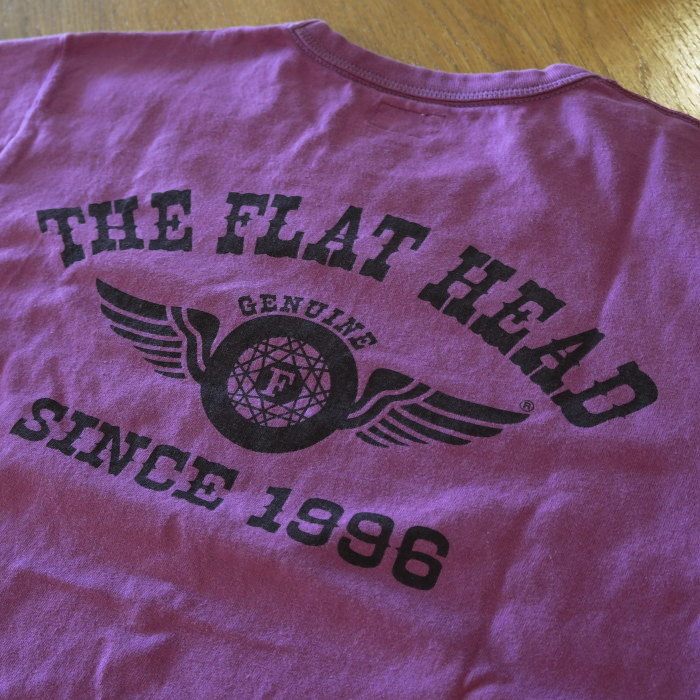 THE FLAT HEAD
GENUINE
F
®
SINCE 1996